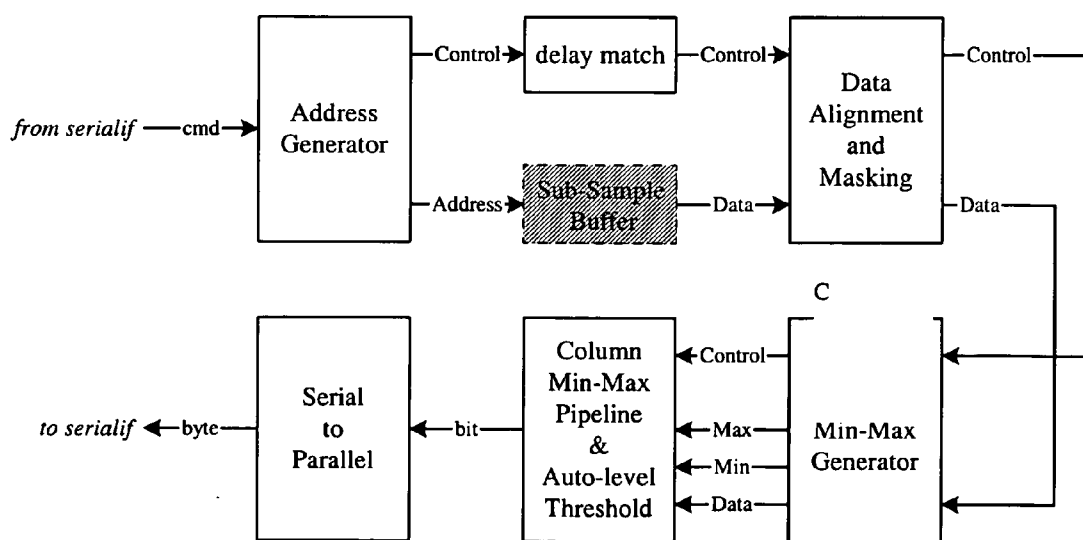 Control
delay match
Control
Control
from serialif
cmd
Address
Generator
Data
Alignment
and
Masking
Address
Sub-Sample
Buffer
Data
Data
C
Control
Column
Min-Max
Pipeline
&
Auto-level
Threshold
Serial
to
Parallel
to serialif
byte
bit
Max
Min
Data
Min-Max
Generator